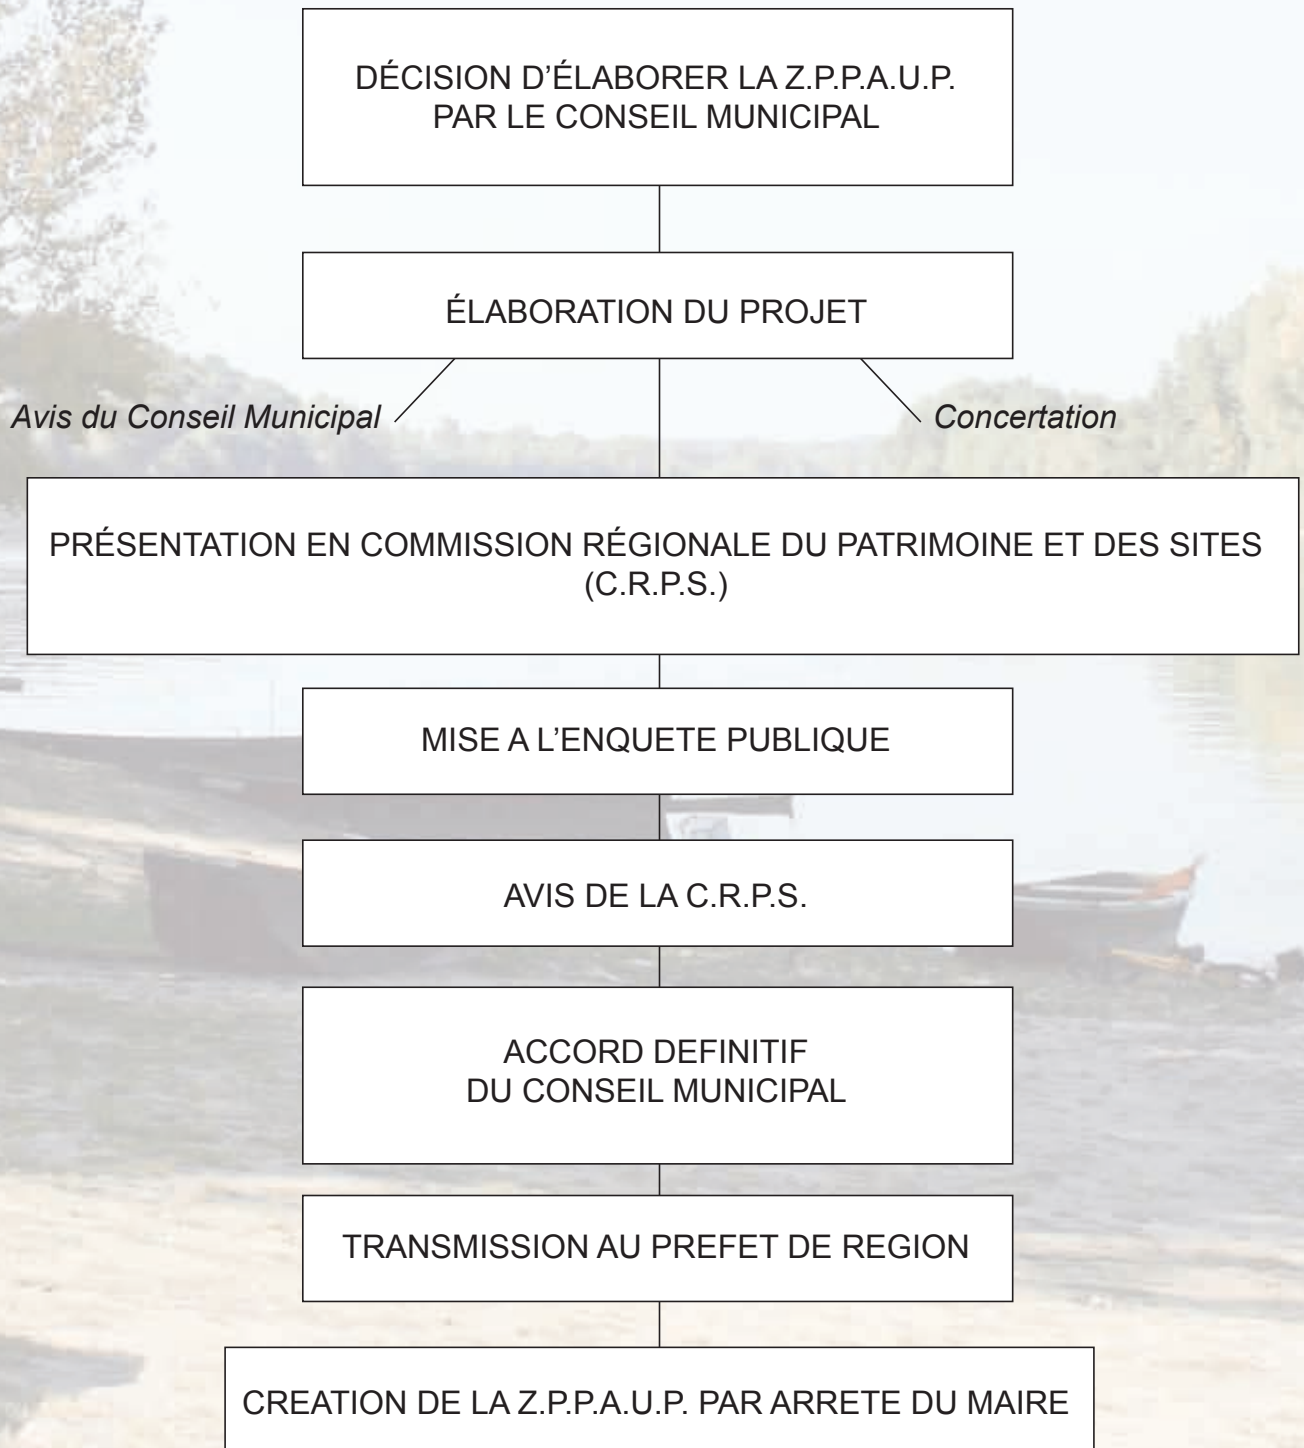 DÉCISION D'ÉLABORER LA Z.P.P.A.U.P.
PAR LE CONSEIL MUNICIPAL
ÉLABORATION DU PROJET
Avis du Conseil Municipal
Concertation
PRÉSENTATION EN COMMISSION RÉGIONALE DU PATRIMOINE ET DES SITES
(C.R.P.S.)
MISE A L'ENQUETE PUBLIQUE
AVIS DE LA C.R.P.S.
ACCORD DEFINITIF
DU CONSEIL MUNICIPAL
TRANSMISSION AU PREFET DE REGION
CREATION DE LA Z.P.P.A.U.P. PAR ARRETE DU MAIRE